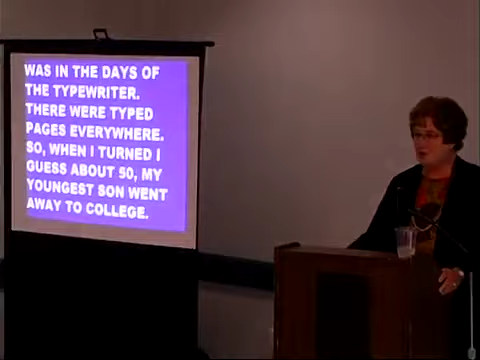 WAS IN THE DAYS OF
THE TYPEWRITER.
THERE WERE TYPED
PAGES EVERYWHERE.
SO, WHEN I TURNED I
GUESS ABOUT 50, MY
YOUNGEST SON WENT
AWAY TO COLLEGE.